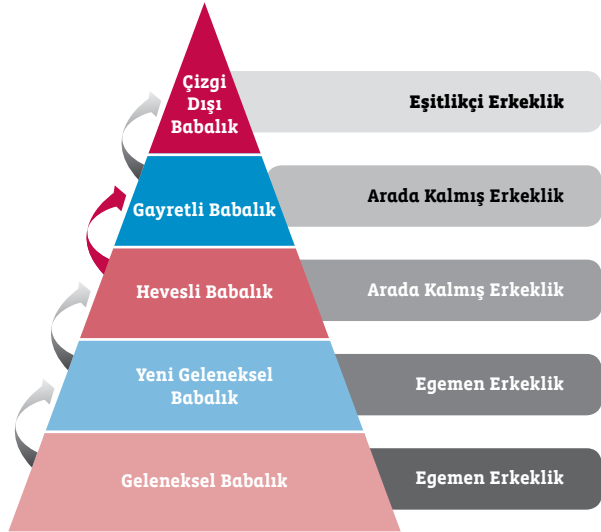 Çizgi
Dışı
Babalık
Eşitlikçi Erkeklik
Gayretli Babalık
Arada Kalmış Erkeklik
Hevesli Babalık
Arada Kalmış Erkeklik
Yeni Geleneksel
Babalık
Egemen Erkeklik
Geleneksel Babalık
Egemen Erkeklik